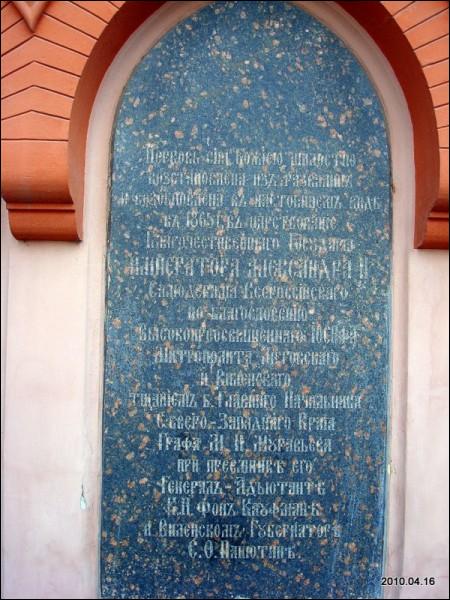 Церковь сія Божіею милостію
возстановлена изъ развалинъ
и преобразована въ настоящемъ видѣ
въ 1865 г. въ царствованіе
Благочестивѣйшаго Государя
Императора Александра II
Самодержца Всероссійскаго
по благословенію
Высокопреосвященнаго Іосифа
Митрополита Литовскаго
и Виленскаго
тщаніемъ б. Главнаго Начальника
Сѣверо-Западнаго Края
Графа М. Н. Муравьева
при преемникѣ его
Генералъ-Адъютантѣ
К. П. Фонъ Кауфманѣ
и Виленскомъ Губернаторѣ
С. Ѳ. Панютинѣ.
2010.04.16